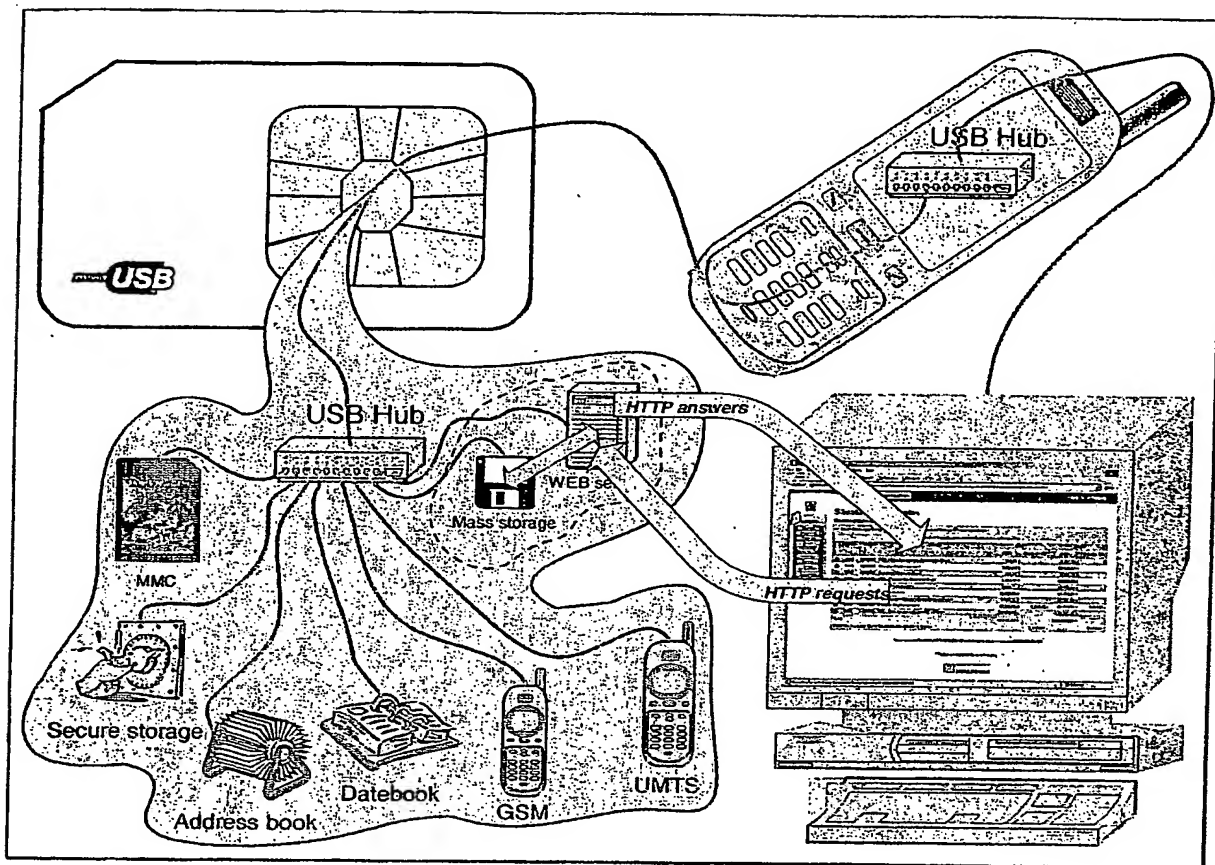 USB Hub
USB
USB Hub
HTTP answers
WEB se
Mass storage
MMC
HTTP requests
Secure storage
UMTS
Datebook
GSM
Address book